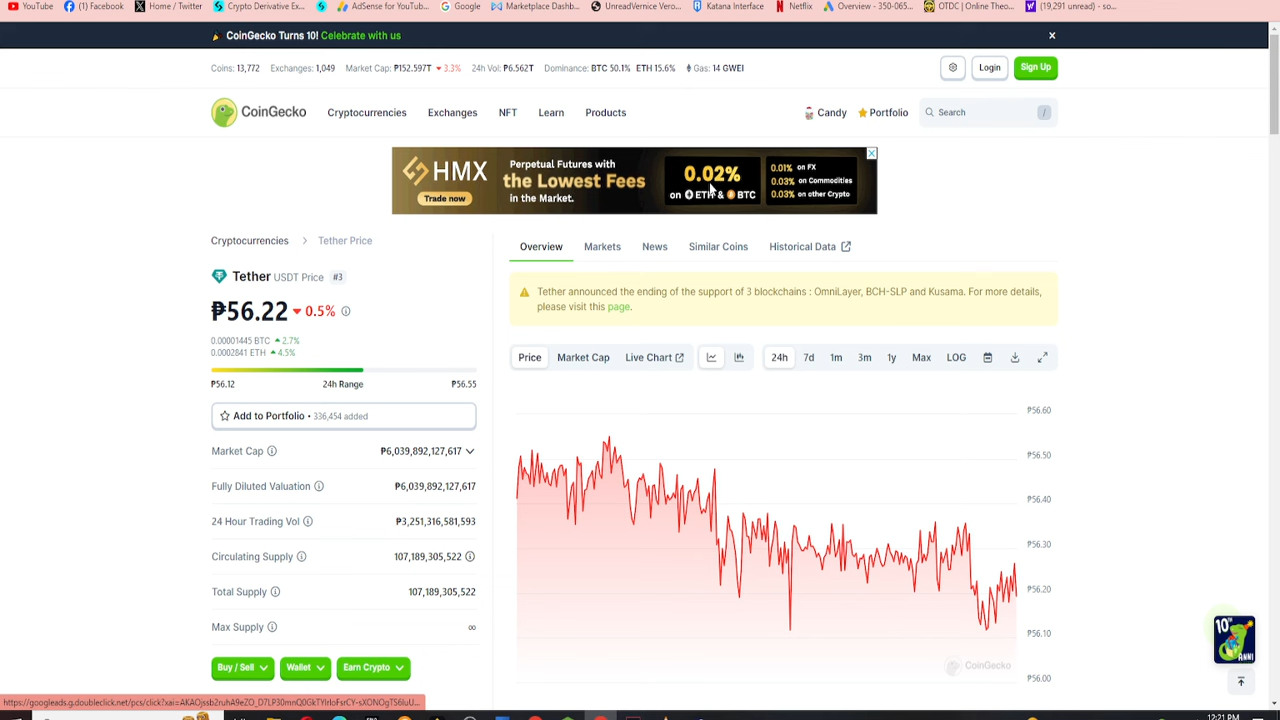 YouTube (1) Facebook Home / Twitter Crypto Derivative Ex... AdSense for YouTub... Google Marketplace Dashb... UnreadVernice Vero... Katana Interface Netflix Overview - 350-065... OTDC | Online Theo... (19,291 unread) - so...
CoinGecko Turns 10! Celebrate with us
Coins: 13,772 Exchanges: 1,049 Market Cap: ₱152.597T 3.3% 24h Vol: ₱6.562T Dominance: BTC 50.1% ETH 15.6% Gas: 14 GWEI
Login Sign Up
CoinGecko Cryptocurrencies Exchanges NFT Learn Products Candy Portfolio Search /
HMX
Trade now
Perpetual Futures with
the Lowest Fees
in the Market.
0.02%
on ETH & BTC
0.01% on FX
0.03% on Commodities
0.03% on other Crypto
Cryptocurrencies Tether Price
Tether USDT Price #3
₱56.22 0.5%
0.00001445 BTC 2.7%
0.0002841 ETH 4.5%
₱56.12 24h Range ₱56.55
Add to Portfolio • 336,454 added
Market Cap ₱6,039,892,127,617
Fully Diluted Valuation ₱6,039,892,127,617
24 Hour Trading Vol ₱3,251,316,581,593
Circulating Supply 107,189,305,522
Total Supply 107,189,305,522
Max Supply ∞
Buy / Sell Wallet Earn Crypto
Overview Markets News Similar Coins Historical Data
Tether announced the ending of the support of 3 blockchains : OmniLayer, BCH-SLP and Kusama. For more details,
please visit this page.
Price Market Cap Live Chart 24h 7d 1m 3m 1y Max LOG
₱56.60
₱56.50
₱56.40
₱56.30
₱56.20
₱56.10
₱56.00
CoinGecko
10th
ANNI
12:21 PM